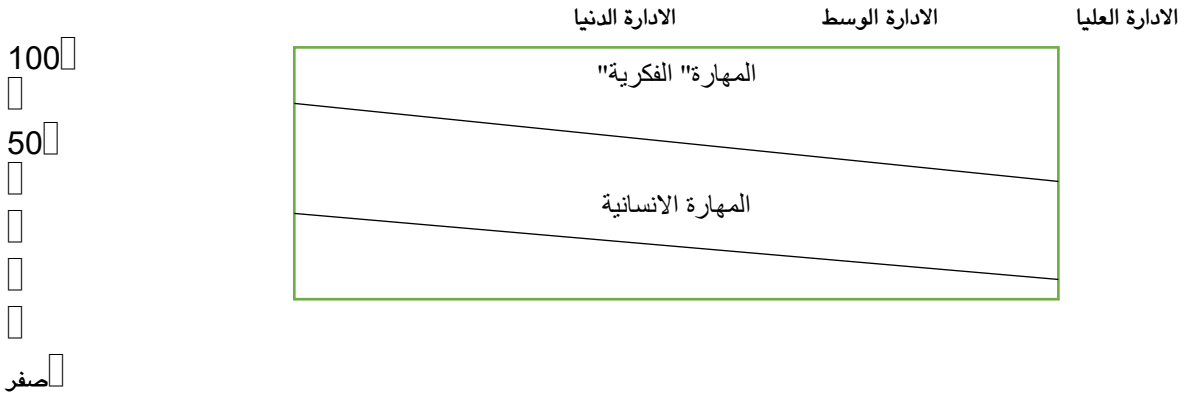 الادارة العليا الادارة الوسط الادارة الدنيا
100
المهارة" الفكرية"
50
المهارة الانسانية
صفر